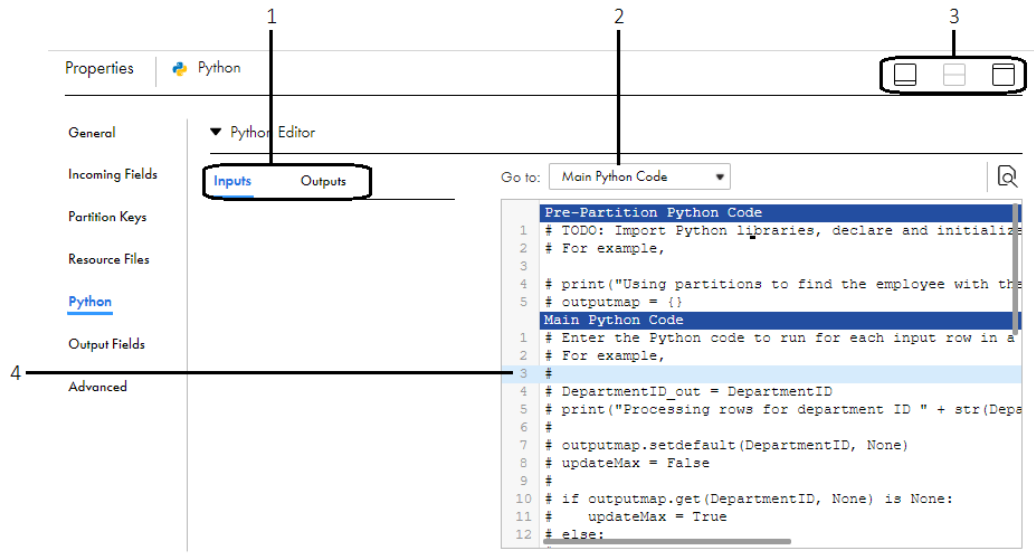 1 2 3
Properties Python
General
Incoming Fields
Partition Keys
Resource Files
Python
Output Fields
Advanced
4
Python Editor
Inputs Outputs
Go to: Main Python Code
Pre-Partition Python Code
1 # TODO: Import Python libraries, declare and initialize
2 # For example,
3
4 # print("Using partitions to find the employee with the
5 # outputmap = {}
Main Python Code
1 # Enter the Python code to run for each input row in a
2 # For example,
3 #
4 # DepartmentID_out = DepartmentID
5 # print("Processing rows for department ID " + str(Depa
6 #
7 # outputmap.setdefault(DepartmentID, None)
8 # updateMax = False
9 #
10 # if outputmap.get(DepartmentID, None) is None:
11 #    updateMax = True
12 # else: